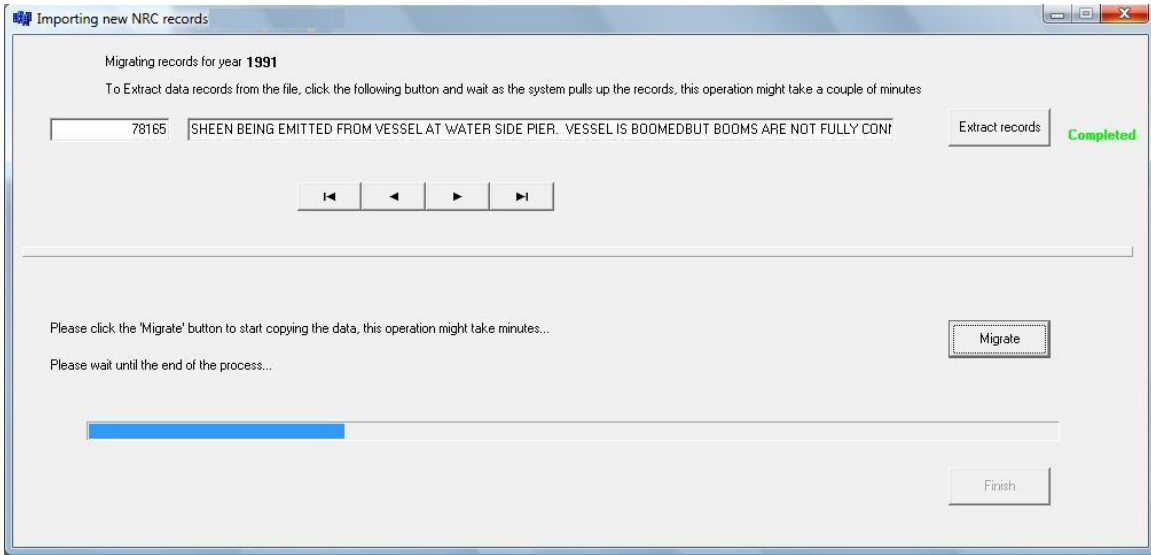 Importing new NRC records
Migrating records for year 1991
To Extract data records from the file, click the following button and wait as the system pulls up the records, this operation might take a couple of minutes
78165 SHEEN BEING EMITTED FROM VESSEL AT WATER SIDE PIER. VESSEL IS BOOMEDBUT BOOMS ARE NOT FULLY
Extract records
Completed
Please click the 'Migrate' button to start copying the data, this operation might take minutes...
Migrate
Please wait until the end of the process...
Finish